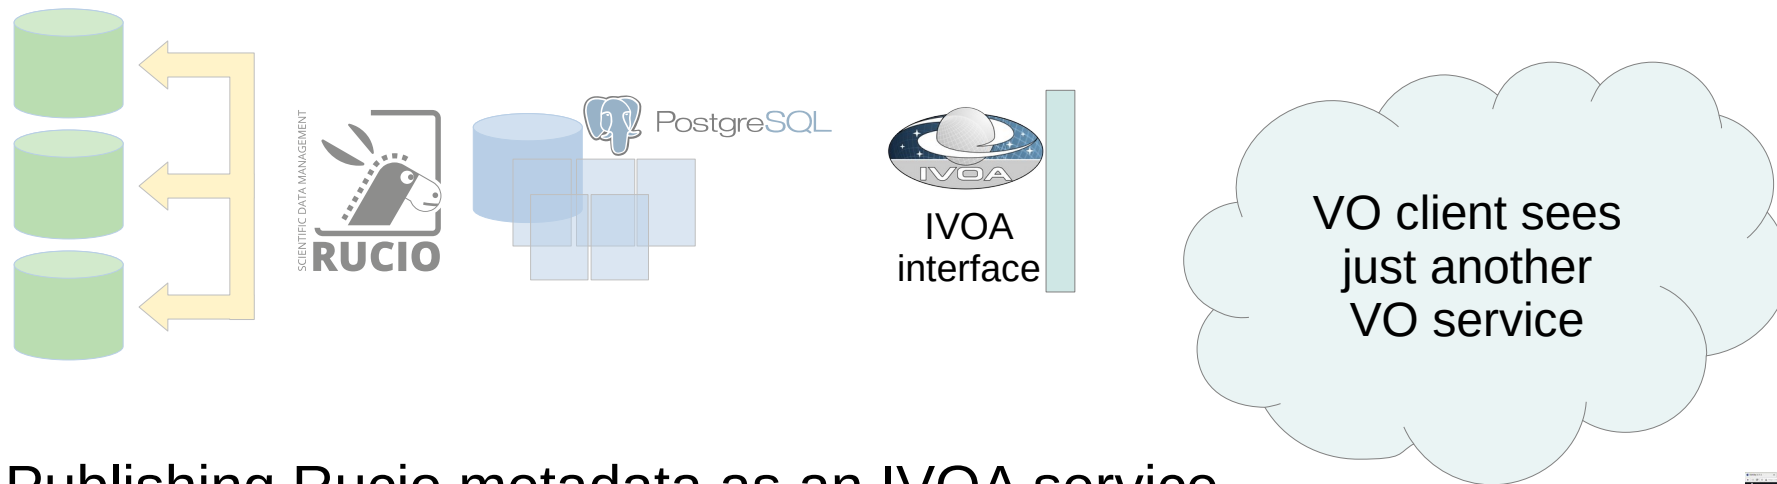 SCIENTIFIC DATA MANAGEMENT
RUCIO
PostgreSQL
IVOA
IVOA
interface
VO client sees
just another
VO service
Publishing Rucio metadata as an IVOA service